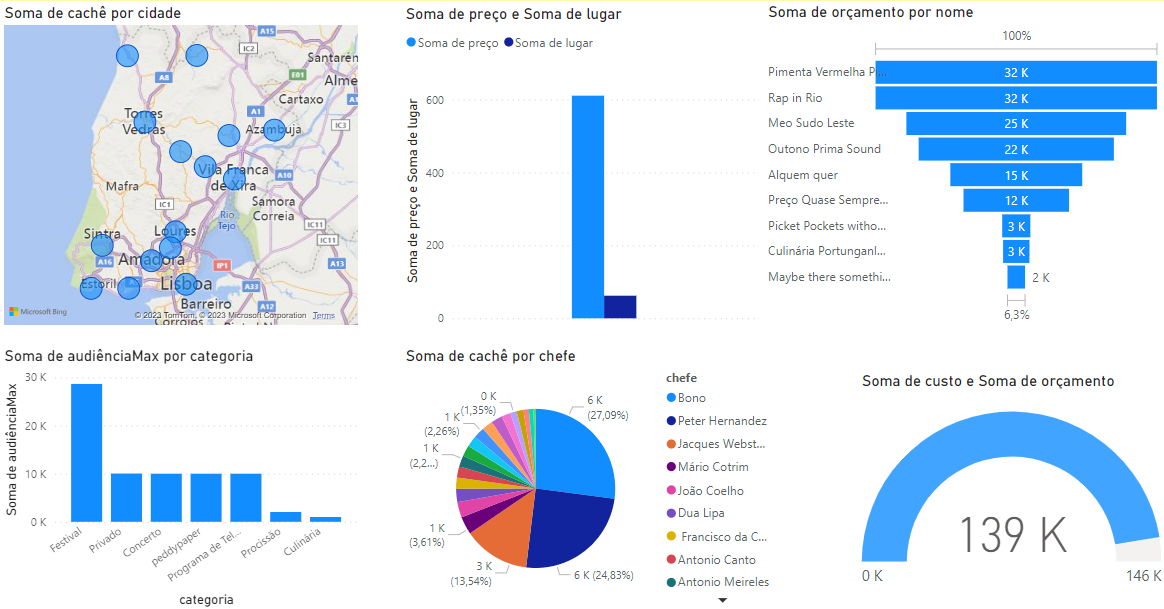 Soma de cachê por cidade
A15
IC2
Santarém
A8
E01
Alme
Cartaxo
A1
Torres
Vedras
Azambuja
IC3
Vila Franca
de Xira
A10
Mafra
IC1
Samora
Correia
Rio
Tejo
IC11
IC11
Loures
Sintra
A16
Amadora
IP1
A13
Estoril
Lisboa
A33
Barreiro
A12
Microsoft Bing
© 2023 TomTom, © 2023 Microsoft Corporation Terms
Soma de preço e Soma de lugar
Soma de preço Soma de lugar
Soma de preço e Soma de lugar
600
400
200
0
Soma de orçamento por nome
100%
Pimenta Vermelha P... 32 K
Rap in Rio 32 K
Meo Sudo Leste 25 K
Outono Prima Sound 22 K
Alquem quer 15 K
Preço Quase Sempre... 12 K
Picket Pockets witho... 3 K
Culinária Portunganl... 3 K
Maybe there somethi... 2 K
6,3%
Soma de audiênciaMax por categoria
Soma de audiênciaMax
30 K
20 K
10 K
0 K
Festival
Privado
Concerto
peddypaper
Programa de Tel...
Procissão
Culinária
categoria
Soma de cachê por chefe
6 K
(27,09%)
6 K (24,83%)
3 K
(13,54%)
1 K
(3,61%)
1 K
(2,2...)
1 K
(2,26%)
0 K
(1,35%)
chefe
Bono
Peter Hernandez
Jacques Webst...
Mário Cotrim
João Coelho
Dua Lipa
Francisco da C...
Antonio Canto
Antonio Meireles
Soma de custo e Soma de orçamento
139 K
0 K
146 K